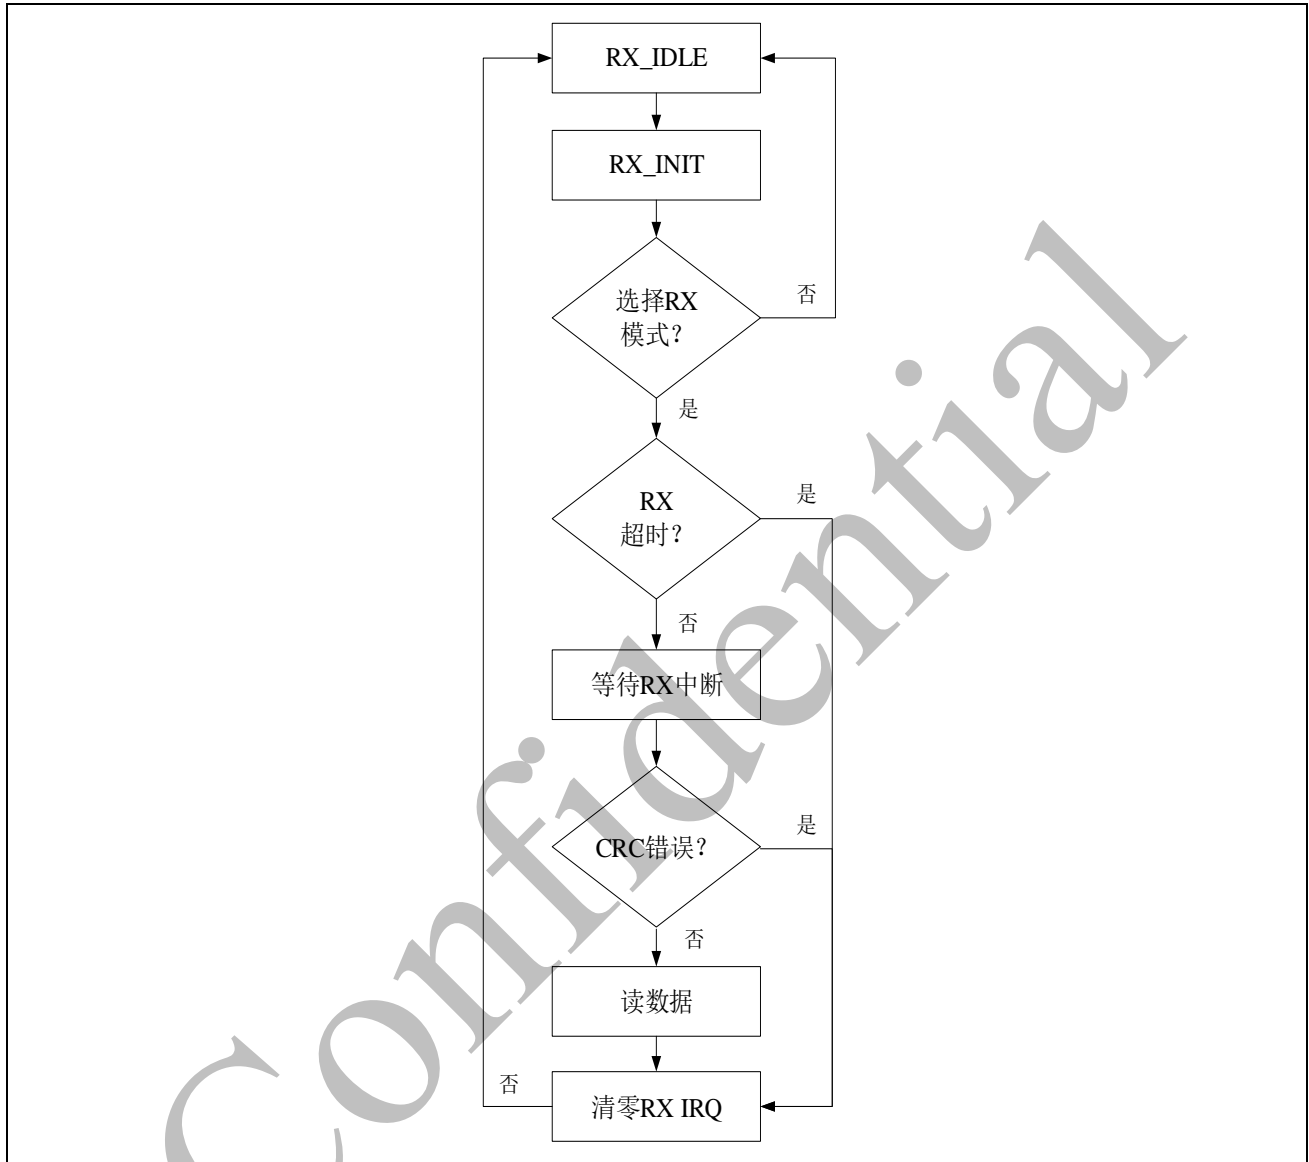 RX_IDLE
RX_INIT
选择RX
模式？
否
是
RX
超时？
是
否
等待RX中断
CRC错误？
是
否
读数据
否
清零RX IRQ
Confidential